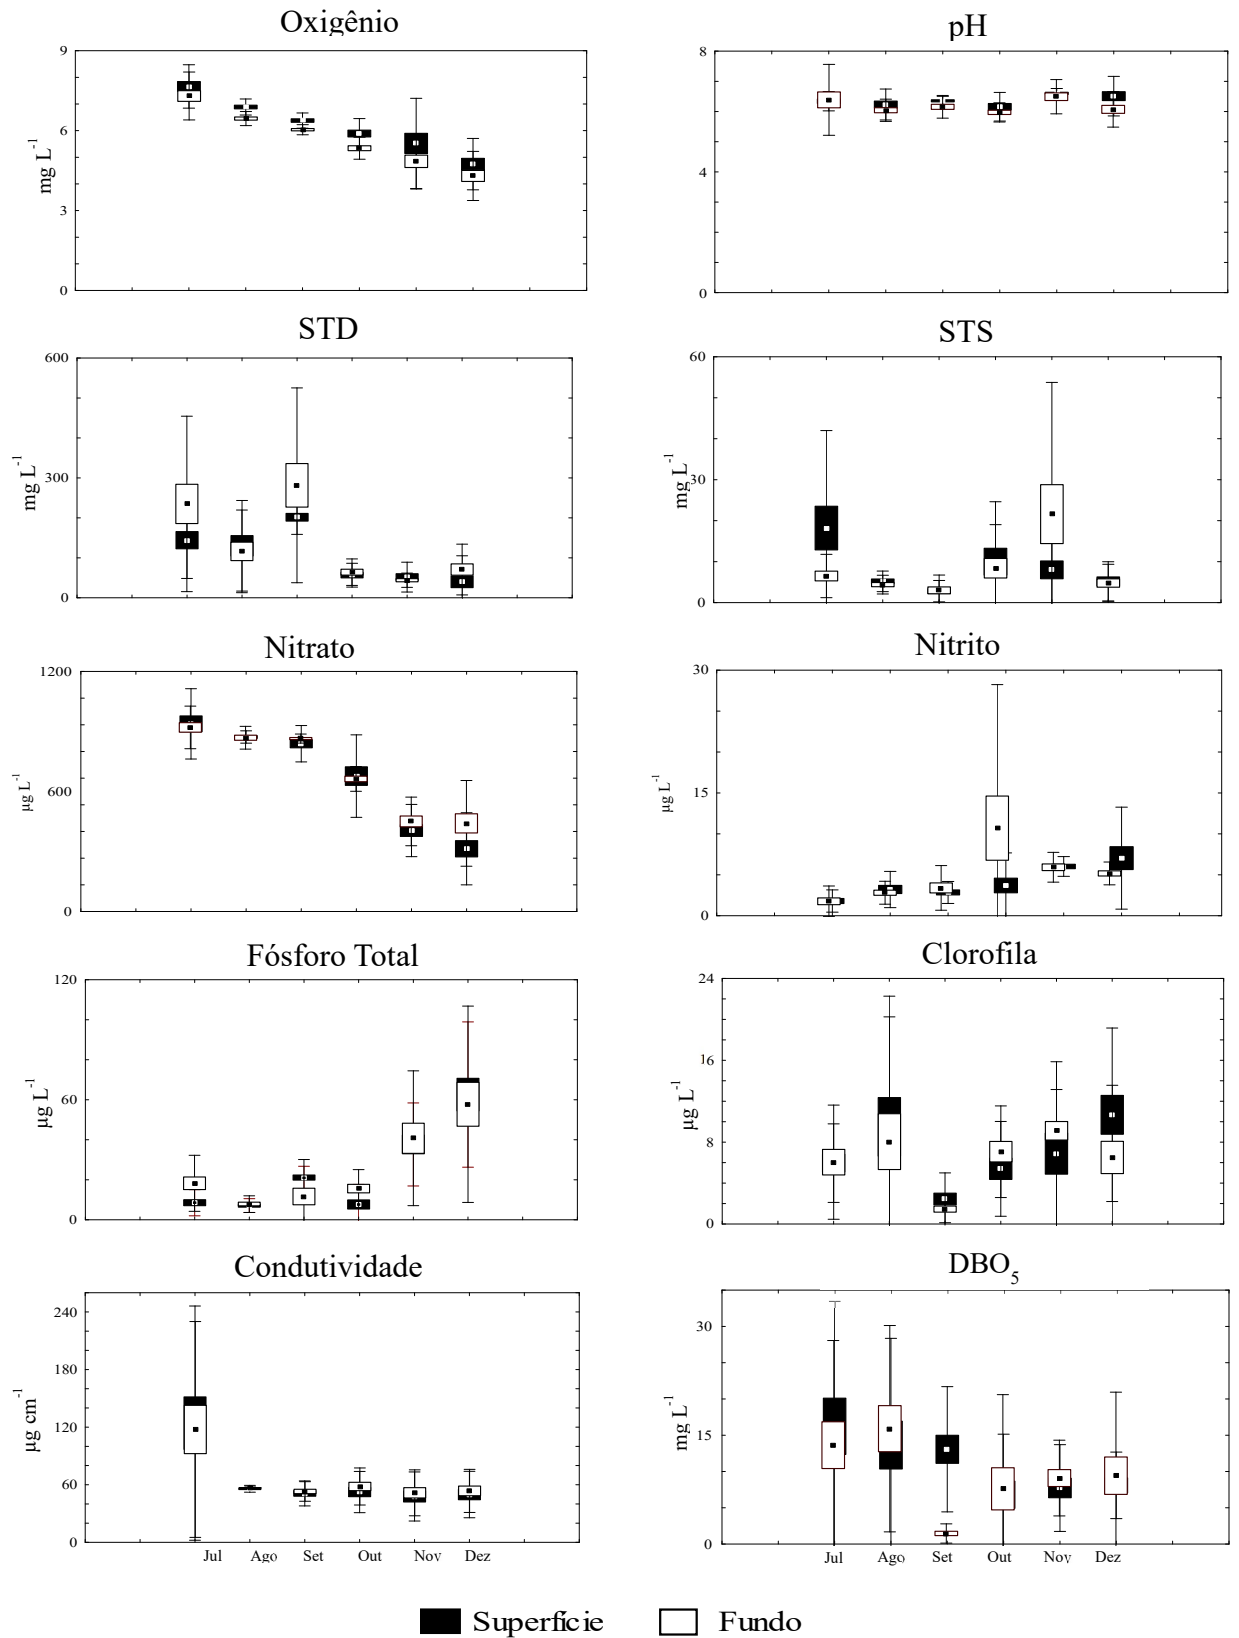 Oxigênio
9
6
3
0
mg L-1
pH
8
4
0
STD
600
300
0
mg L-1
STS
60
30
0
mg L-1
Nitrato
1200
600
0
µg L-1
Nitrito
30
15
0
µg L-1
Fósforo Total
120
60
0
µg L-1
Clorofila
24
16
8
0
µg L-1
Condutividade
240
180
120
60
0
µg cm-1
Jul Ago Set Out Nov Dez
DBO5
30
15
0
mg L-1
Jul Ago Set Out Nov Dez
Superfície Fundo